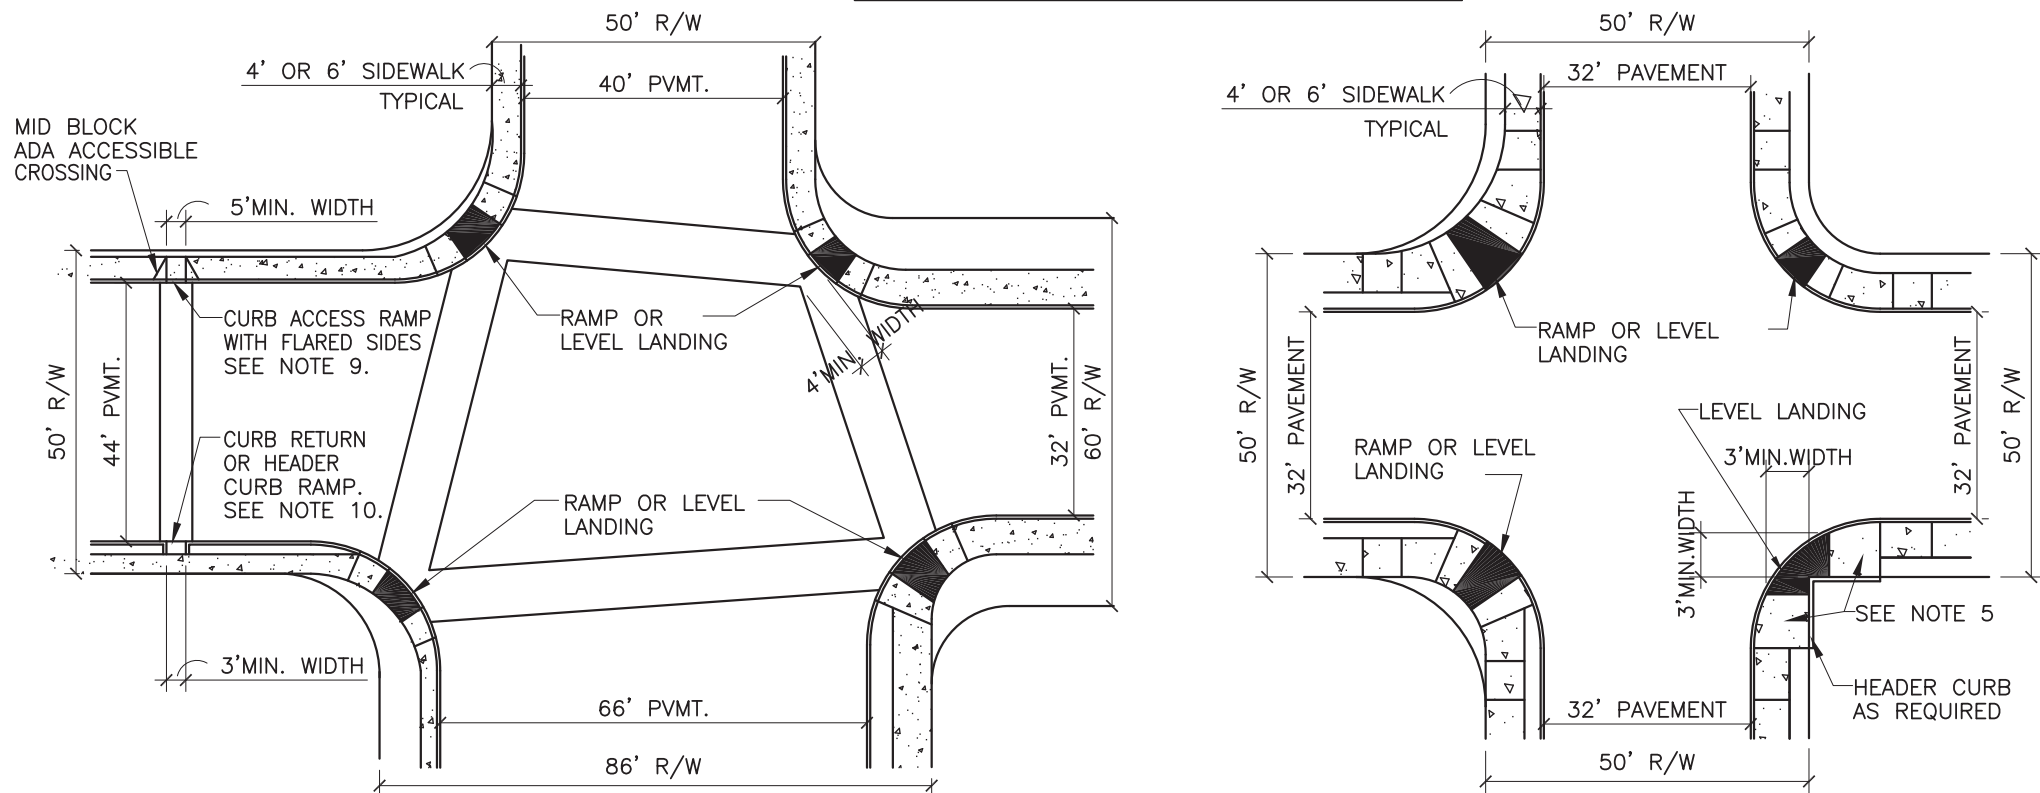 50' R/W
4' OR 6' SIDEWALK
TYPICAL
40' PVMT.
MID BLOCK
ADA ACCESSIBLE
CROSSING
5'MIN. WIDTH
CURB ACCESS RAMP
WITH FLARED SIDES
SEE NOTE 9.
RAMP OR
LEVEL LANDING
4'MIN. WIDTH
50' R/W
44' PVMT.
32' PVMT.
60' R/W
CURB RETURN
OR HEADER
CURB RAMP.
SEE NOTE 10.
RAMP OR LEVEL
LANDING
3'MIN. WIDTH
66' PVMT.
86' R/W
50' R/W
32' PAVEMENT
4' OR 6' SIDEWALK
TYPICAL
RAMP OR LEVEL
LANDING
50' R/W
32' PAVEMENT
32' PAVEMENT
50' R/W
LEVEL LANDING
3'MIN.WIDTH
RAMP OR LEVEL
LANDING
3'MIN.WIDTH
SEE NOTE 5
HEADER CURB
AS REQUIRED
32' PAVEMENT
50' R/W